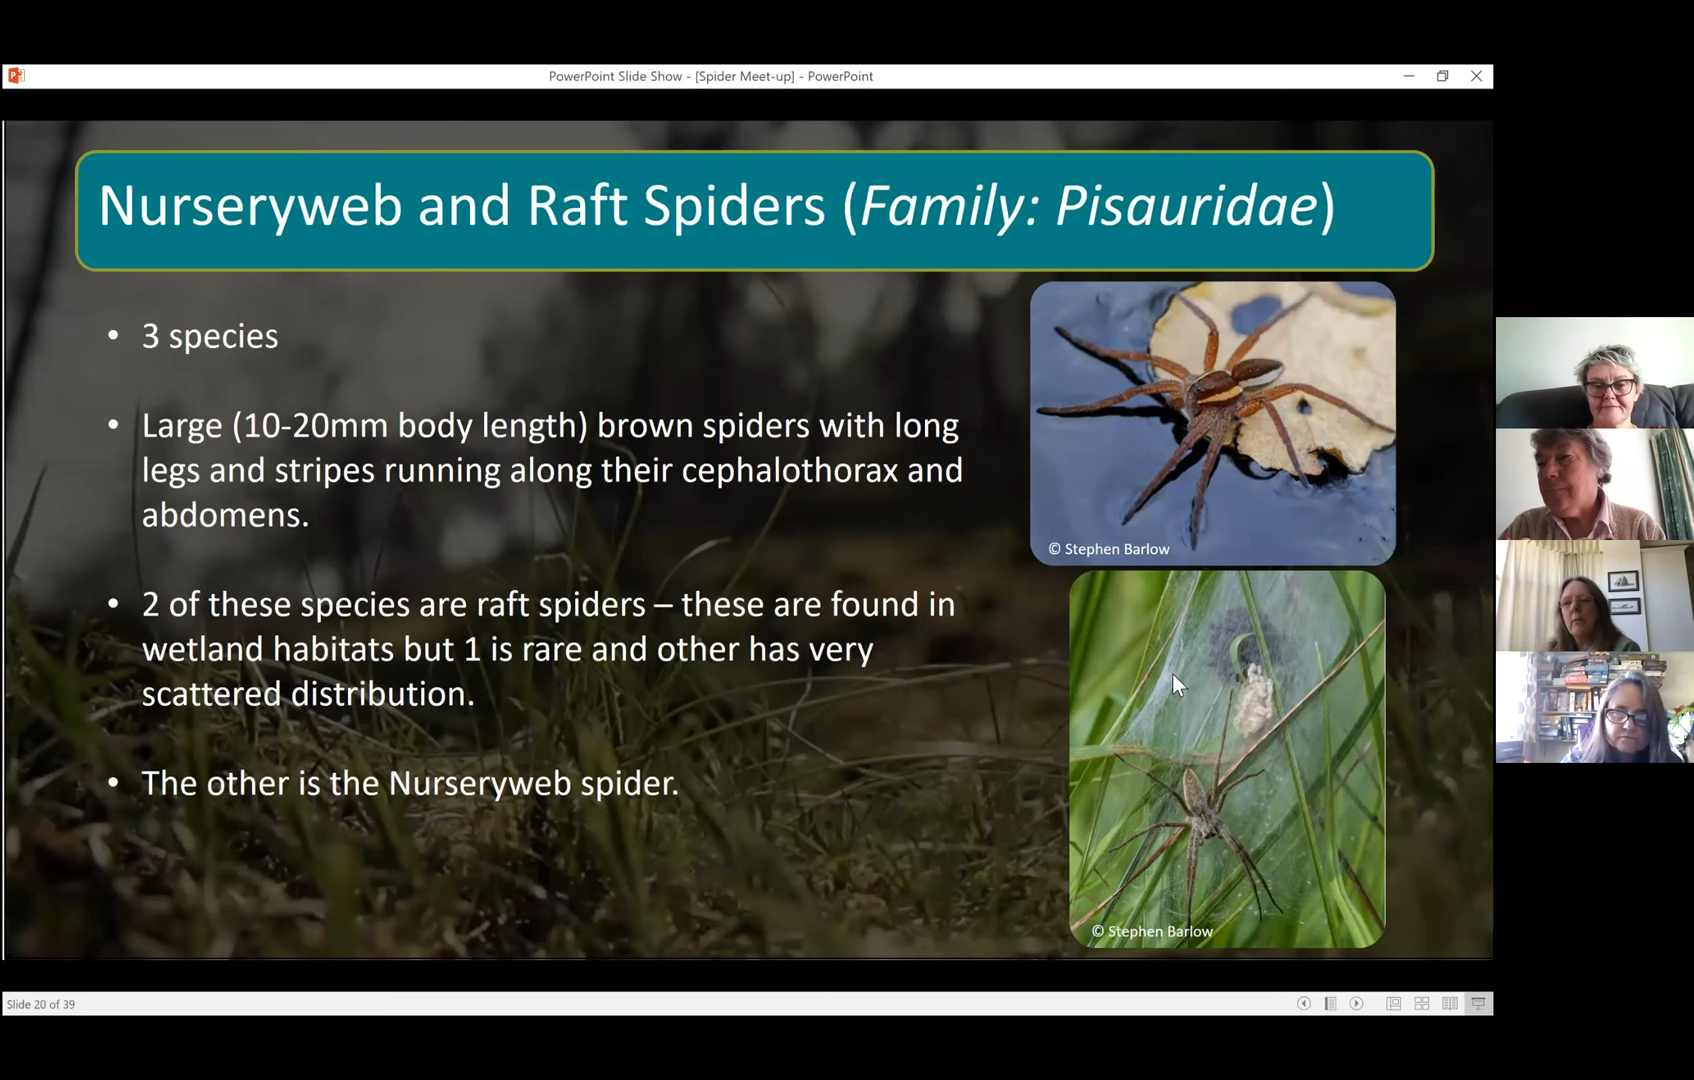 PowerPoint Slide Show - [Spider Meet-up] - PowerPoint
Nurseryweb and Raft Spiders (Family: Pisauridae)
• 3 species
• Large (10-20mm body length) brown spiders with long
legs and stripes running along their cephalothorax and
abdomens.
• 2 of these species are raft spiders – these are found in
wetland habitats but 1 is rare and other has very
scattered distribution.
• The other is the Nurseryweb spider.
© Stephen Barlow
© Stephen Barlow
Slide 20 of 39